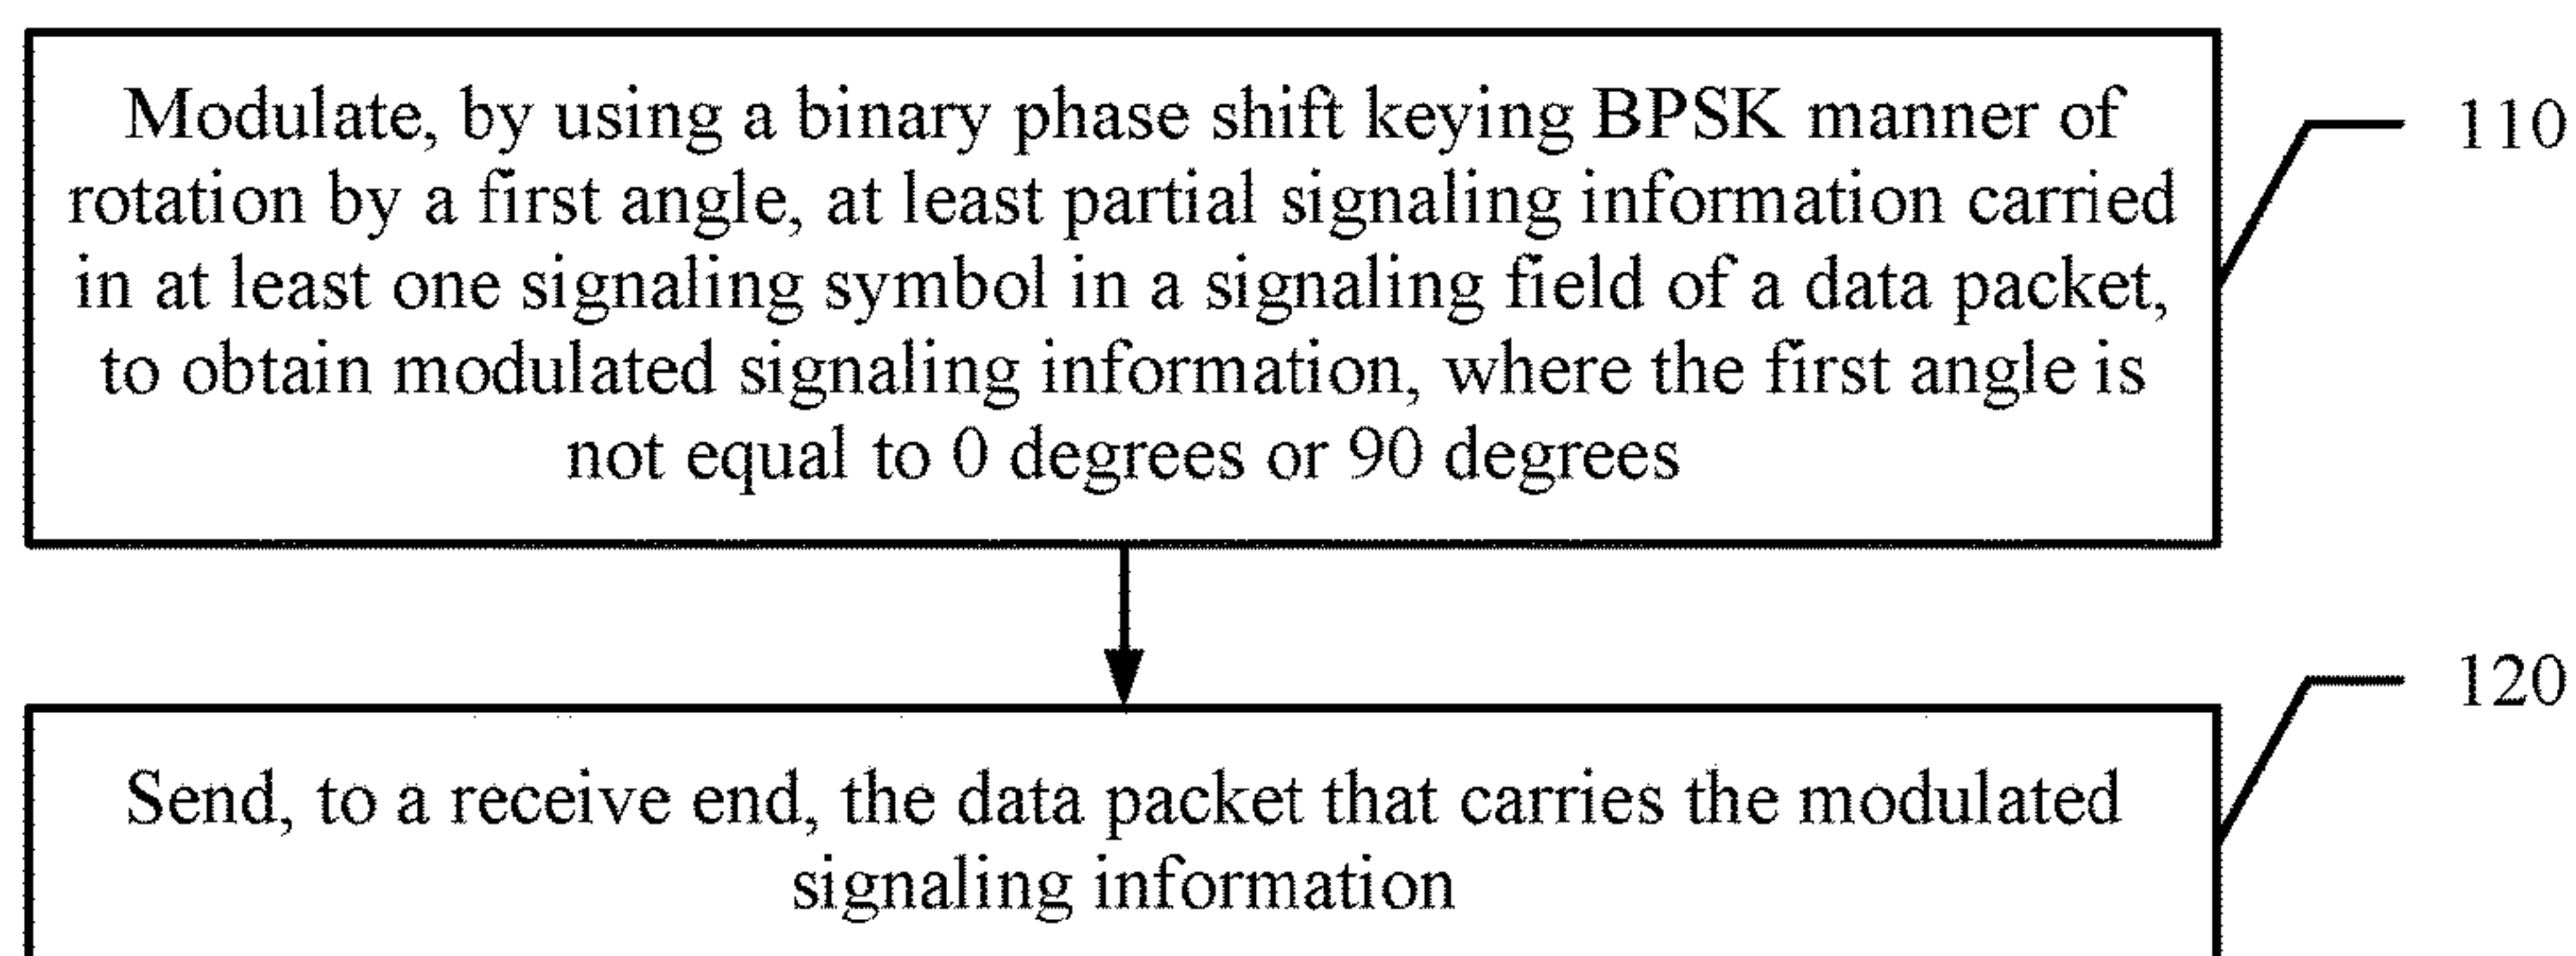 Modulate, by using a binary phase shift keying BPSK manner of
rotation by a first angle, at least partial signaling information carried
in at least one signaling symbol in a signaling field of a data packet,
to obtain modulated signaling information, where the first angle is
not equal to 0 degrees or 90 degrees
110
Send, to a receive end, the data packet that carries the modulated
signaling information
120